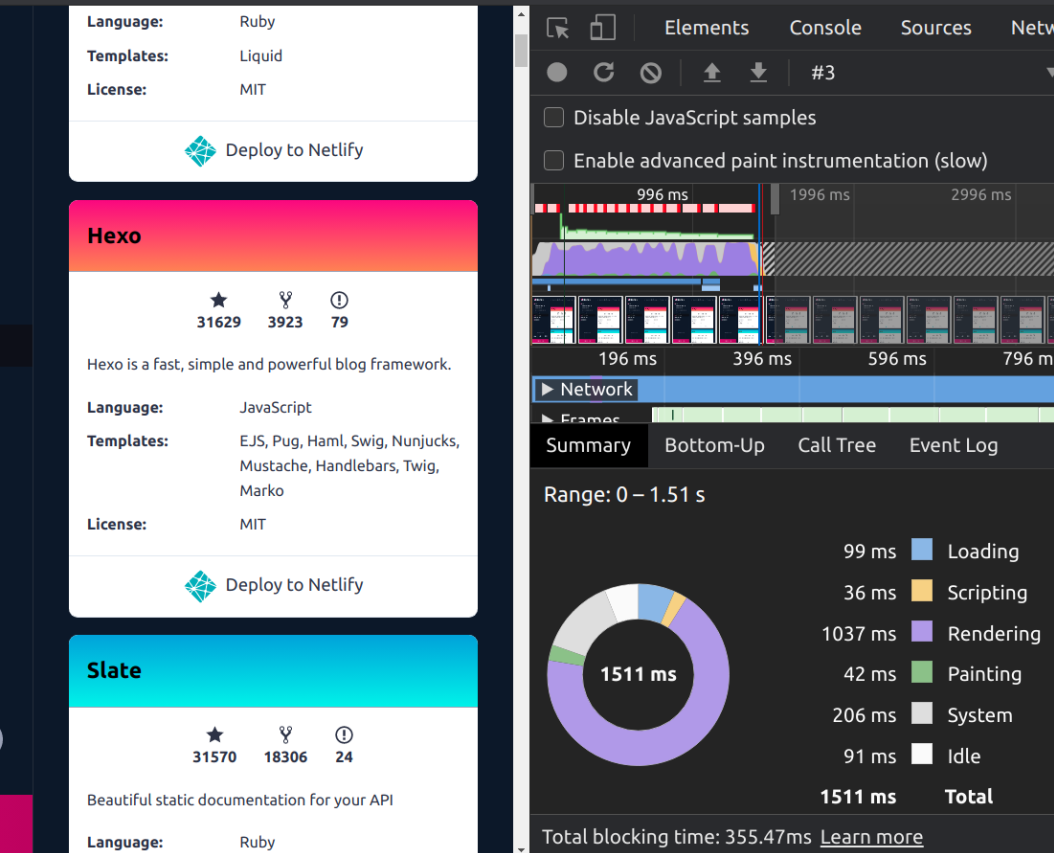 Language: Ruby
Templates: Liquid
License: MIT
Deploy to Netlify
Hexo
31629 3923 79
Hexo is a fast, simple and powerful blog framework.
Language: JavaScript
Templates: EJS, Pug, Haml, Swig, Nunjucks,
Mustache, Handlebars, Twig,
Marko
License: MIT
Deploy to Netlify
Slate
31570 18306 24
Beautiful static documentation for your API
Language: Ruby
Elements Console Sources Netw
#3
Disable JavaScript samples
Enable advanced paint instrumentation (slow)
996 ms 1996 ms 2996 ms
196 ms 396 ms 596 ms 796 m
Network
Frames
Summary Bottom-Up Call Tree Event Log
Range: 0 – 1.51 s
1511 ms
99 ms Loading
36 ms Scripting
1037 ms Rendering
42 ms Painting
206 ms System
91 ms Idle
1511 ms Total
Total blocking time: 355.47ms Learn more